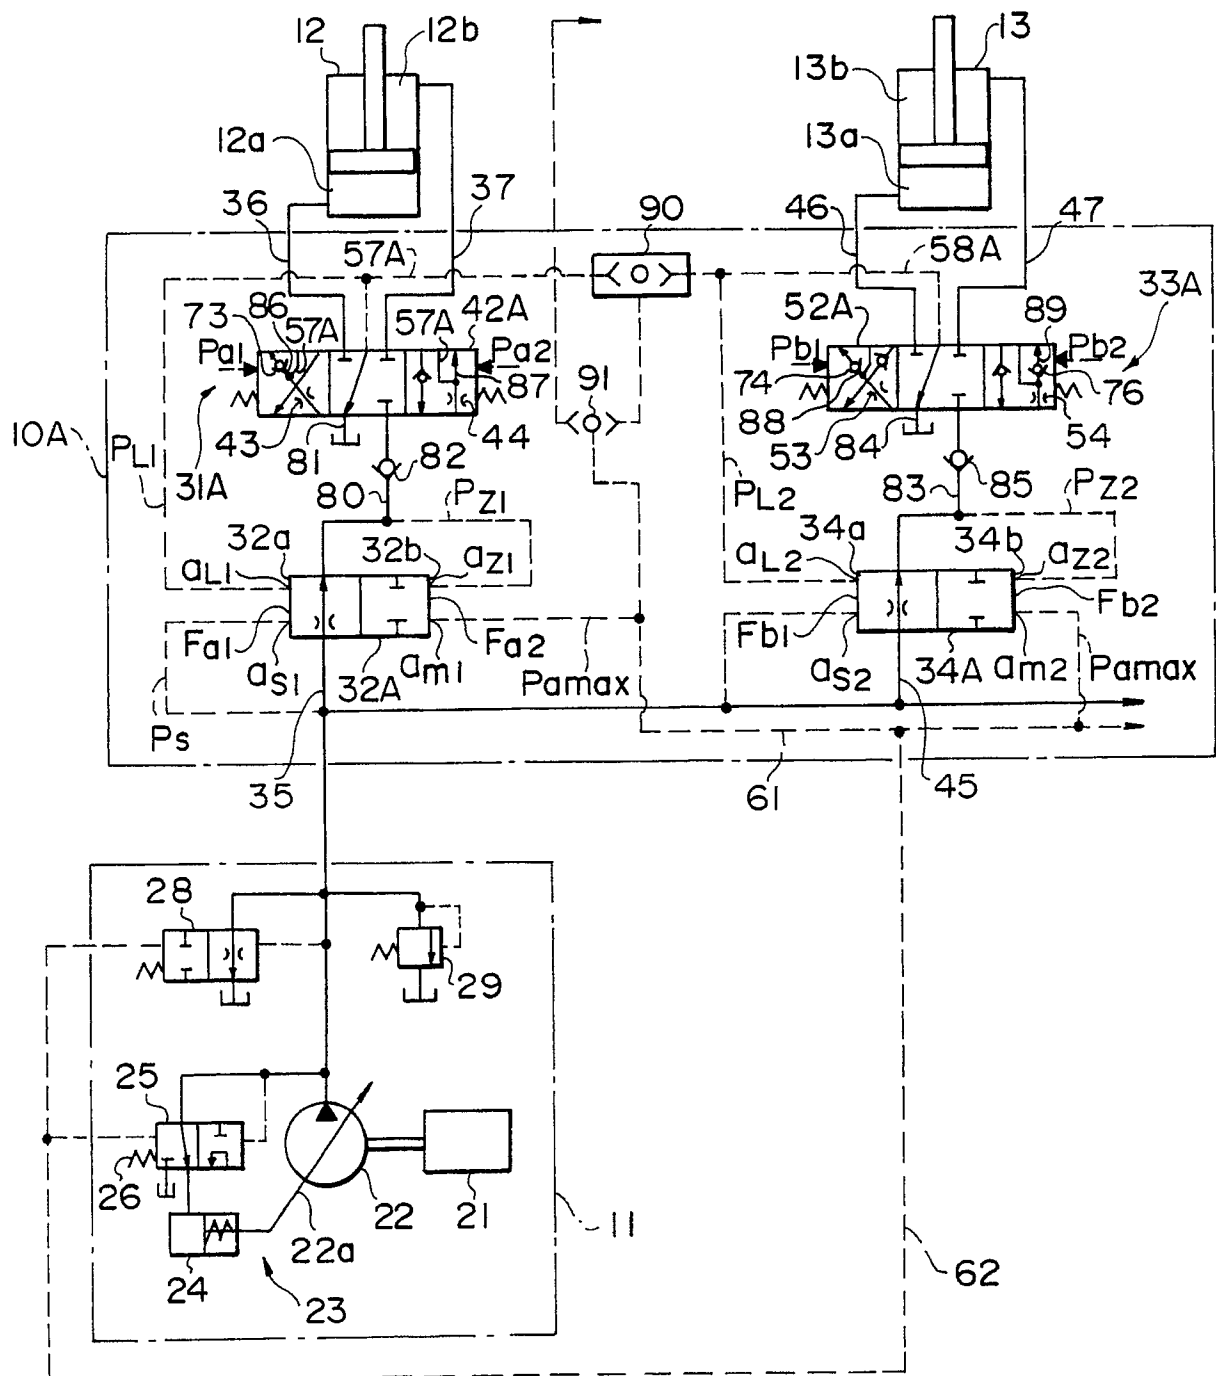 12 12b 13
13b
12a 13a
36 37 90 46 47
57A 58A
73 86 57A 57A 42A 52A 89 33A
Pa1 Pa2 Pb1 Pb2
87 91 74 76
10A PL1 31A 43 81 44 88 53 84 54
82
80 PZ1 PL2 83 85 PZ2
32a 32b aZ1 34a 34b aZ2
aL1 aL2
Fa1 Fa2 Fb1 Fb2
aS1 32A am1 Pamax aS2 34A am2 Pamax
Ps
35 61 45
28
29
25
26 22 21 11
24 22a
23 62